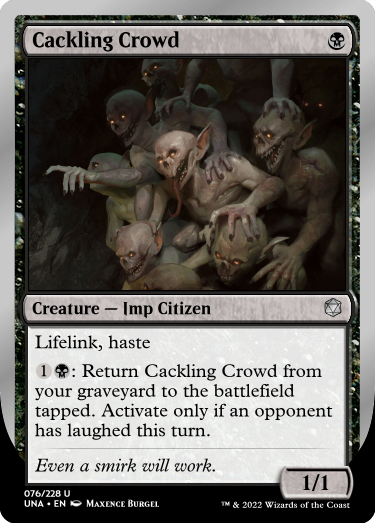 Cackling Crowd
Creature — Imp Citizen
Lifelink, haste
1: Return Cackling Crowd from
your graveyard to the battlefield
tapped. Activate only if an opponent
has laughed this turn.
Even a smirk will work.
1/1
076/228 U
UNA • EN Maxence Burgel
™ & 2022 Wizards of the Coast